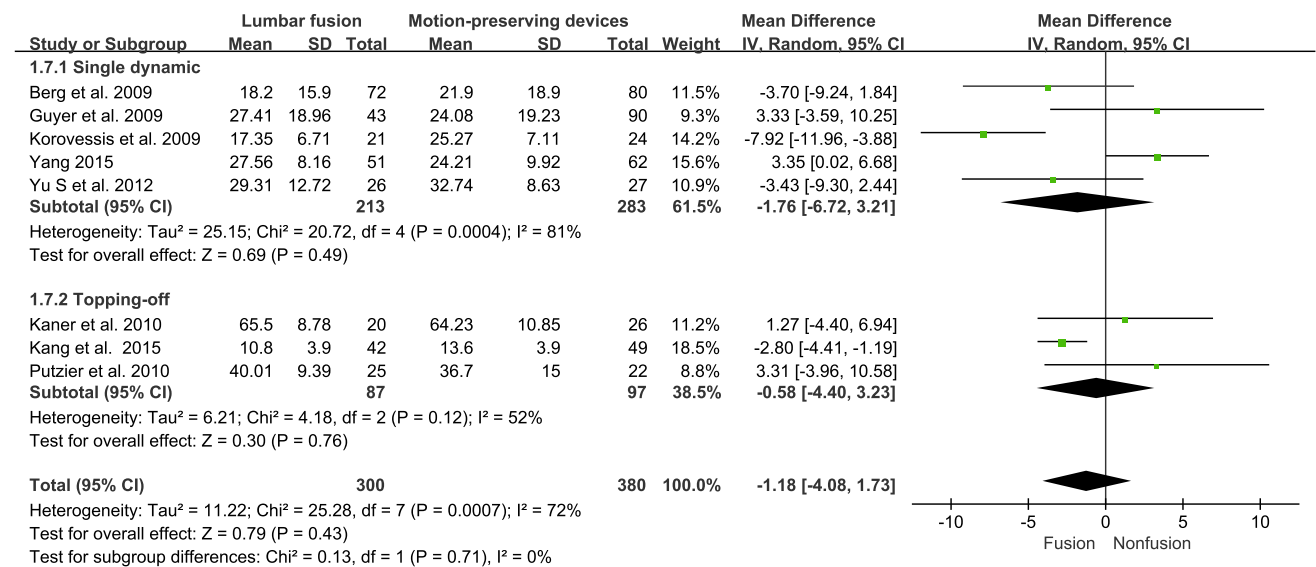 Lumbar fusion Motion-preserving devices Mean Difference Mean Difference
Study or Subgroup Mean SD Total Mean SD Total Weight IV, Random, 95% CI IV, Random, 95% CI
1.7.1 Single dynamic
Berg et al. 2009 18.2 15.9 72 21.9 18.9 80 11.5% -3.70 [-9.24, 1.84]
Guyer et al. 2009 27.41 18.96 43 24.08 19.23 90 9.3% 3.33 [-3.59, 10.25]
Korovessis et al. 2009 17.35 6.71 21 25.27 7.11 24 14.2% -7.92 [-11.96, -3.88]
Yang 2015 27.56 8.16 51 24.21 9.92 62 15.6% 3.35 [0.02, 6.68]
Yu S et al. 2012 29.31 12.72 26 32.74 8.63 27 10.9% -3.43 [-9.30, 2.44]
Subtotal (95% CI) 213 283 61.5% -1.76 [-6.72, 3.21]
Heterogeneity: Tau² = 25.15; Chi² = 20.72, df = 4 (P = 0.0004); I² = 81%
Test for overall effect: Z = 0.69 (P = 0.49)
1.7.2 Topping-off
Kaner et al. 2010 65.5 8.78 20 64.23 10.85 26 11.2% 1.27 [-4.40, 6.94]
Kang et al. 2015 10.8 3.9 42 13.6 3.9 49 18.5% -2.80 [-4.41, -1.19]
Putzier et al. 2010 40.01 9.39 25 36.7 15 22 8.8% 3.31 [-3.96, 10.58]
Subtotal (95% CI) 87 97 38.5% -0.58 [-4.40, 3.23]
Heterogeneity: Tau² = 6.21; Chi² = 4.18, df = 2 (P = 0.12); I² = 52%
Test for overall effect: Z = 0.30 (P = 0.76)
Total (95% CI) 300 380 100.0% -1.18 [-4.08, 1.73]
Heterogeneity: Tau² = 11.22; Chi² = 25.28, df = 7 (P = 0.0007); I² = 72%
Test for overall effect: Z = 0.79 (P = 0.43)
Test for subgroup differences: Chi² = 0.13, df = 1 (P = 0.71), I² = 0%
-10 -5 0 5 10
Fusion Nonfusion